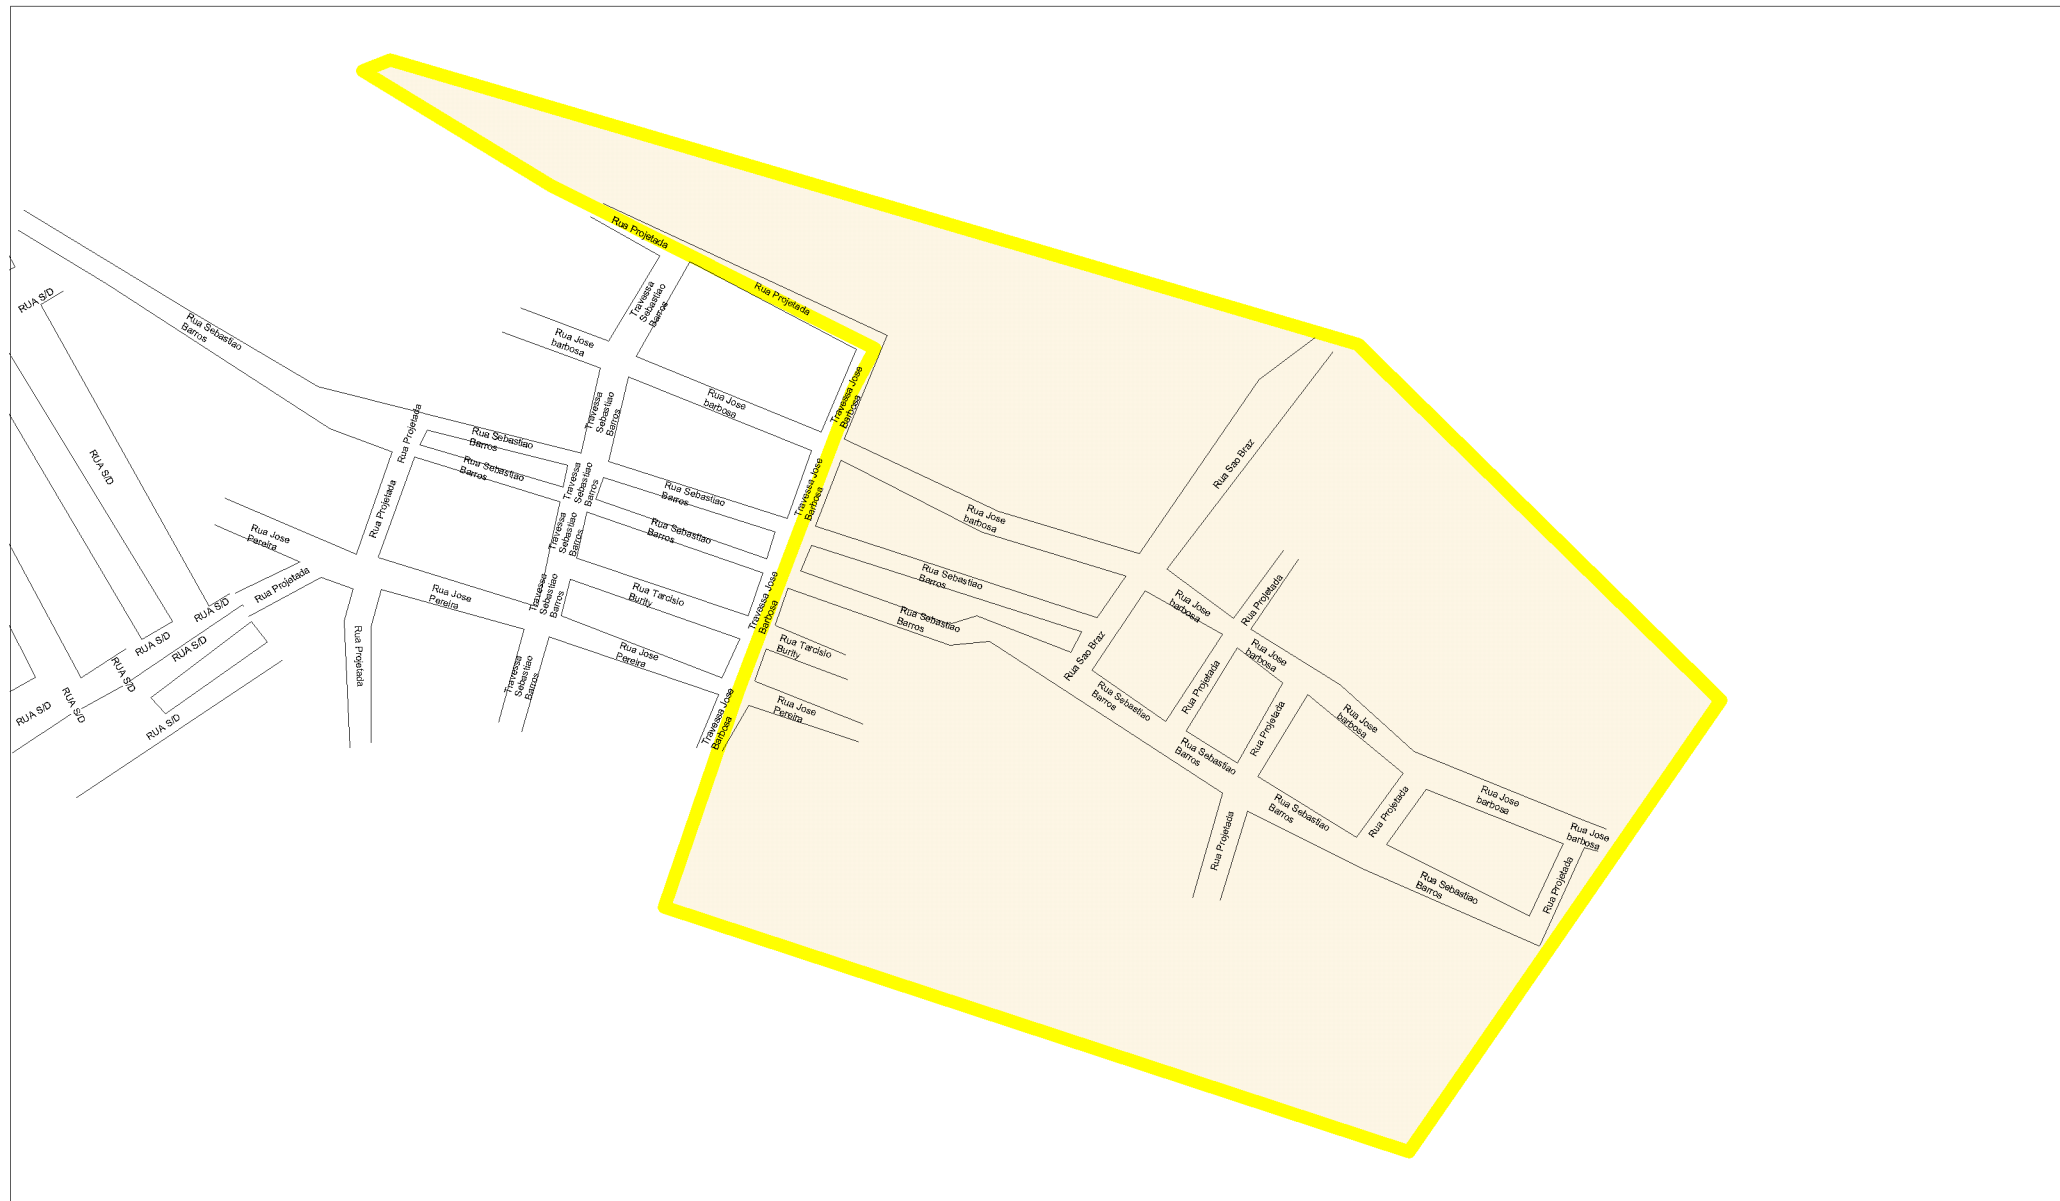 Rua Projetada
Rua Projetada
Travessa
Sebastiao
Barros
RUA S/D
Rua Sebastiao
Barros
Rua Jose
barbosa
Travessa Jose
Barbosa
Rua Jose
barbosa
Travessa
Sebastiao
Barros
Rua Projetada
Rua Sebastiao
Barros
Rua Sebastiao
Barros
RUA S/D
Travessa
Sebastiao
Barros
Rua Sebastiao
Barros
Travessa Jose
Barbosa
Rua Sao Braz
Rua Projetada
Rua Jose
Pereira
Travessa
Sebastiao
Barros
Rua Sebastiao
Barros
Rua Jose
barbosa
Rua Projetada
Rua Jose
Pereira
Travessa
Sebastiao
Barros
Rua Tarcisio
Burity
Travessa Jose
Barbosa
Rua Sebastiao
Barros
Rua Sebastiao
Barros
Rua Jose
barbosa
Rua Projetada
RUA S/D
RUA S/D
RUA S/D
RUA S/D
Rua Projetada
Travessa
Sebastiao
Barros
Rua Jose
Pereira
Rua Tarcisio
Burity
Rua Sao Braz
Rua Jose
barbosa
Rua Projetada
RUA S/D
RUA S/D
RUA S/D
Travessa Jose
Barbosa
Rua Jose
Pereira
Rua Sebastiao
Barros
Rua Projetada
Rua Jose
barbosa
Rua Sebastiao
Barros
Rua Projetada
Rua Jose
barbosa
Rua Sebastiao
Barros
Rua Projetada
Rua Jose
barbosa
Rua Sebastiao
Barros
Rua Projetada